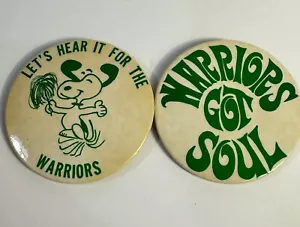 LET'S HEAR IT FOR THE
WARRIORS
WARRIORS
GOT
SOUL